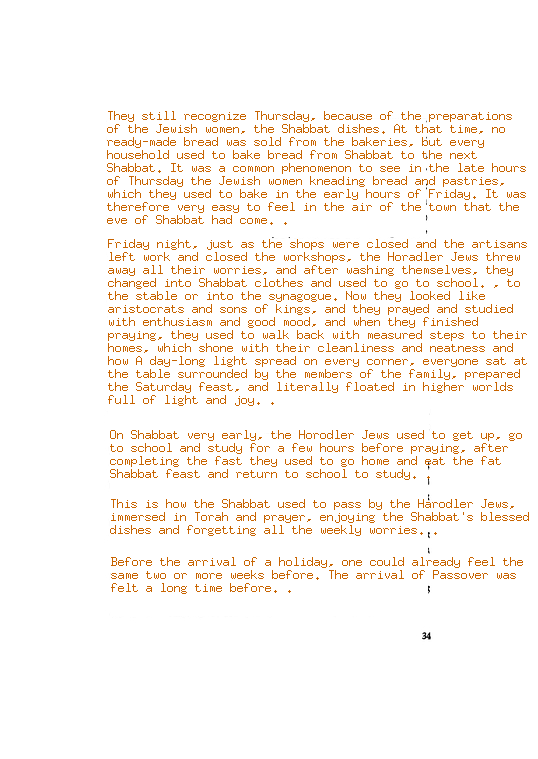 They still recognize Thursday, because of the preparations
of the Jewish women, the Shabbat dishes. At that time, no
ready-made bread was sold from the bakeries, but every
household used to bake bread from Shabbat to the next
Shabbat. It was a common phenomenon to see in the late hours
of Thursday the Jewish women kneading bread and pastries,
which they used to bake in the early hours of Friday. It was
therefore very easy to feel in the air of the town that the
eve of Shabbat had come. .
Friday night, just as the shops were closed and the artisans
left work and closed the workshops, the Horadler Jews threw
away all their worries, and after washing themselves, they
changed into Shabbat clothes and used to go to school. , to
the stable or into the synagogue. Now they looked like
aristocrats and sons of kings, and they prayed and studied
with enthusiasm and good mood, and when they finished
praying, they used to walk back with measured steps to their
homes, which shone with their cleanliness and neatness and
how A day-long light spread on every corner, everyone sat at
the table surrounded by the members of the family, prepared
the Saturday feast, and literally floated in higher worlds
full of light and joy. .
On Shabbat very early, the Horodler Jews used to get up, go
to school and study for a few hours before praying, after
completing the fast they used to go home and eat the fat
Shabbat feast and return to school to study.
This is how the Shabbat used to pass by the Harodler Jews,
immersed in Torah and prayer, enjoying the Shabbat's blessed
dishes and forgetting all the weekly worries...
Before the arrival of a holiday, one could already feel the
same two or more weeks before. The arrival of Passover was
felt a long time before. .
34